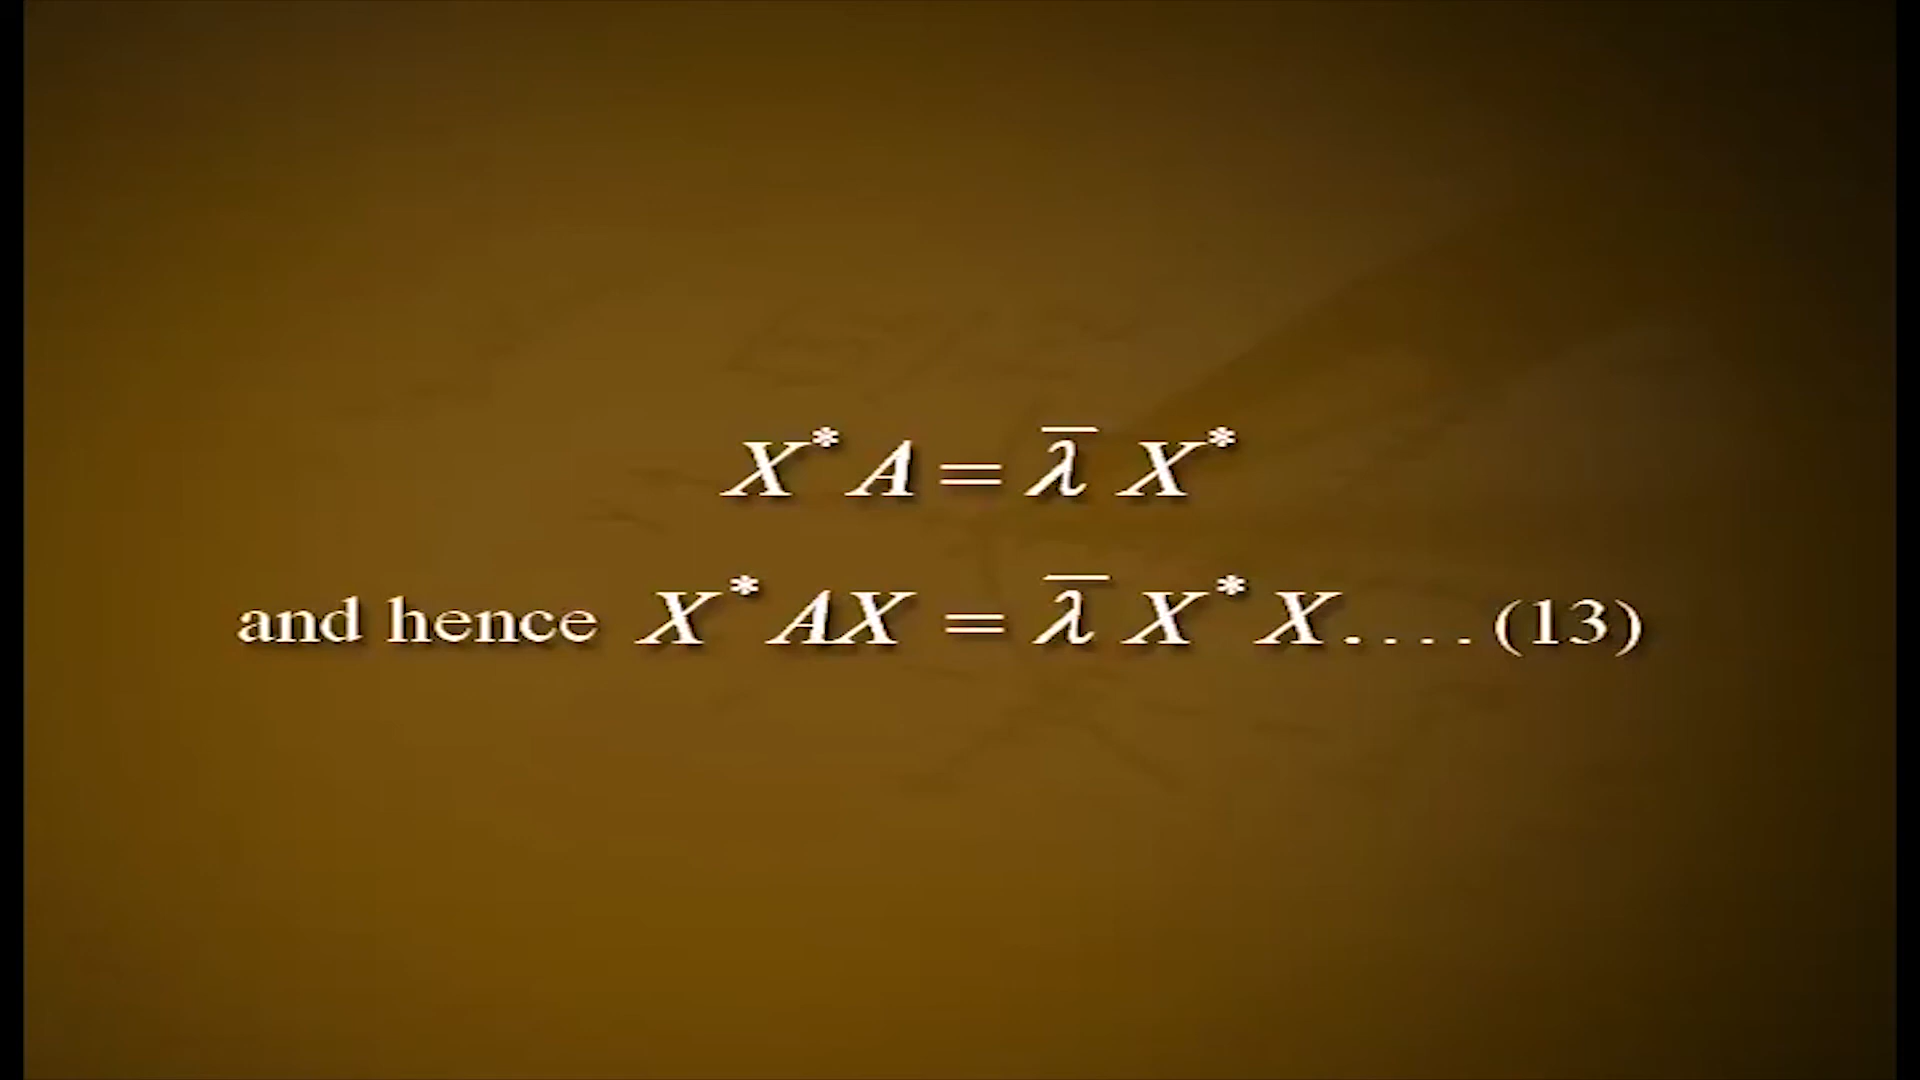 X* A = λ̅ X*
and hence X* AX = λ̅ X* X....(13)